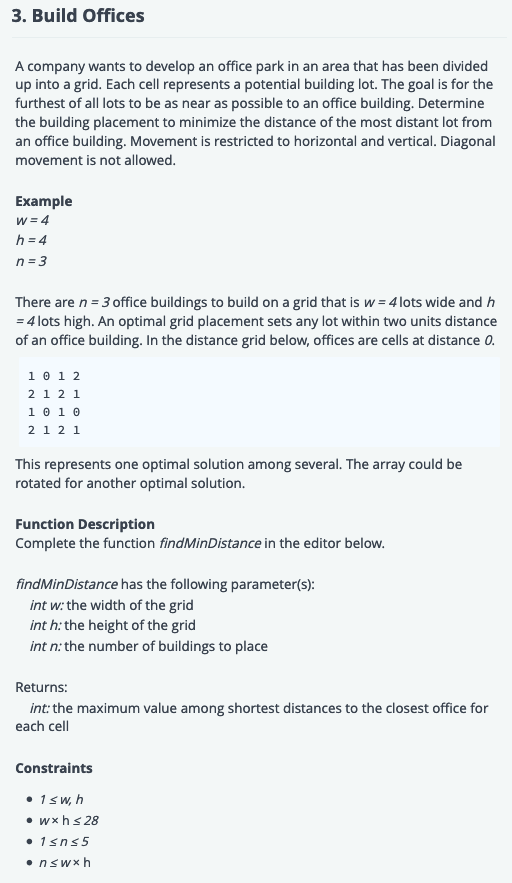 3. Build Offices
A company wants to develop an office park in an area that has been divided
up into a grid. Each cell represents a potential building lot. The goal is for the
furthest of all lots to be as near as possible to an office building. Determine
the building placement to minimize the distance of the most distant lot from
an office building. Movement is restricted to horizontal and vertical. Diagonal
movement is not allowed.
Example
w = 4
h = 4
n = 3
There are n = 3 office buildings to build on a grid that is w = 4 lots wide and h
= 4 lots high. An optimal grid placement sets any lot within two units distance
of an office building. In the distance grid below, offices are cells at distance 0.
1 0 1 2
2 1 2 1
1 0 1 0
2 1 2 1
This represents one optimal solution among several. The array could be
rotated for another optimal solution.
Function Description
Complete the function findMinDistance in the editor below.
findMinDistance has the following parameter(s):
int w: the width of the grid
int h: the height of the grid
int n: the number of buildings to place
Returns:
int: the maximum value among shortest distances to the closest office for
each cell
Constraints
• 1 ≤ w, h
• w × h ≤ 28
• 1 ≤ n ≤ 5
• n ≤ w × h